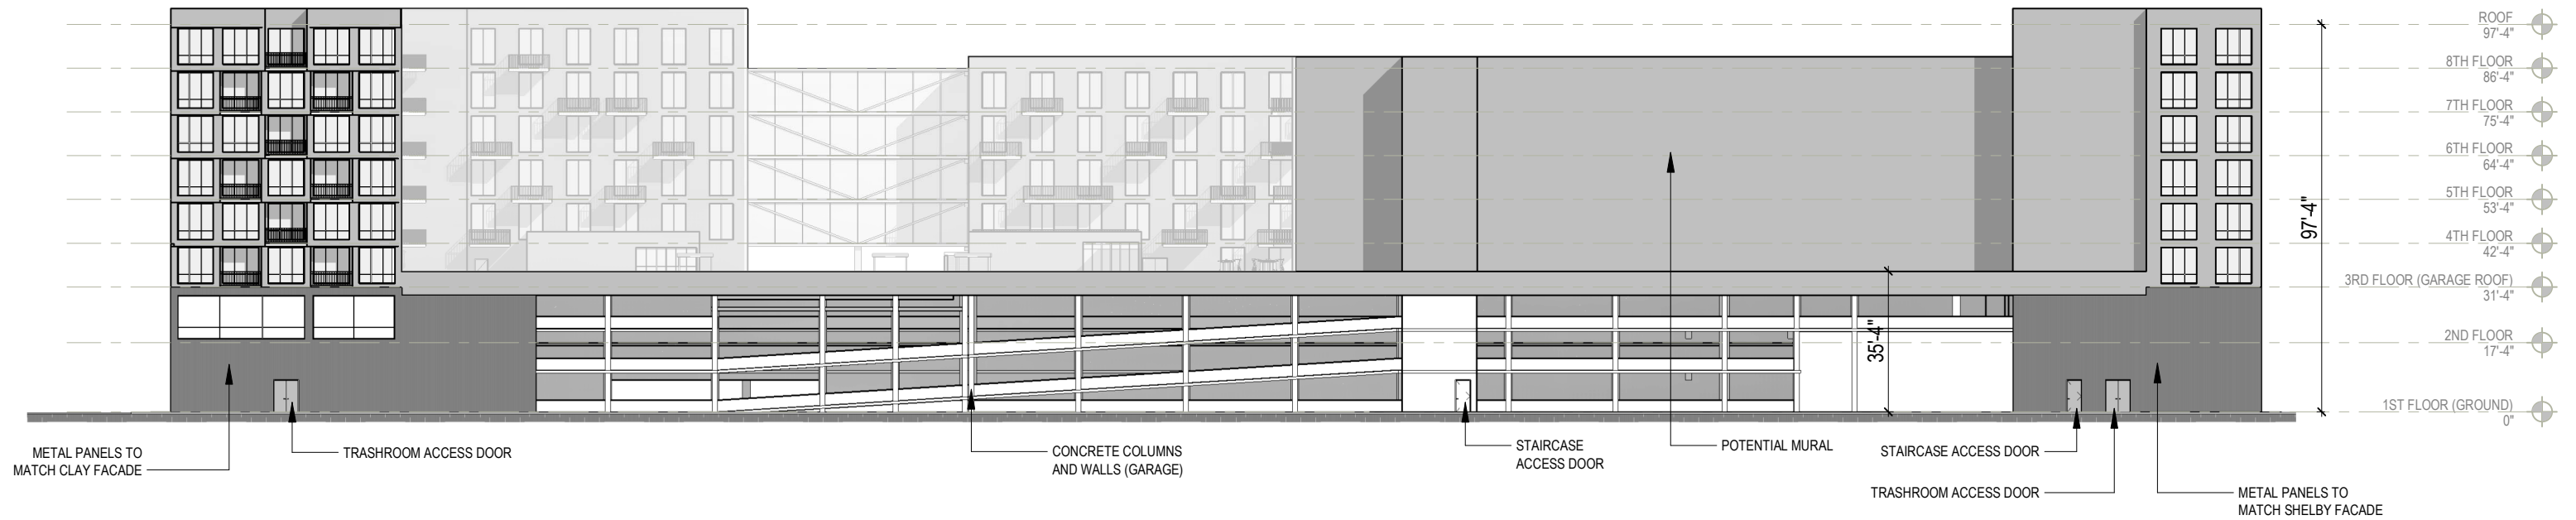 ROOF
97'-4"
8TH FLOOR
86'-4"
7TH FLOOR
75'-4"
6TH FLOOR
64'-4"
5TH FLOOR
53'-4"
4TH FLOOR
42'-4"
3RD FLOOR (GARAGE ROOF)
31'-4"
2ND FLOOR
17'-4"
1ST FLOOR (GROUND)
0"
97'-4"
35'-4"
METAL PANELS TO
MATCH CLAY FACADE
TRASHROOM ACCESS DOOR
CONCRETE COLUMNS
AND WALLS (GARAGE)
STAIRCASE
ACCESS DOOR
POTENTIAL MURAL
STAIRCASE ACCESS DOOR
TRASHROOM ACCESS DOOR
METAL PANELS TO
MATCH SHELBY FACADE